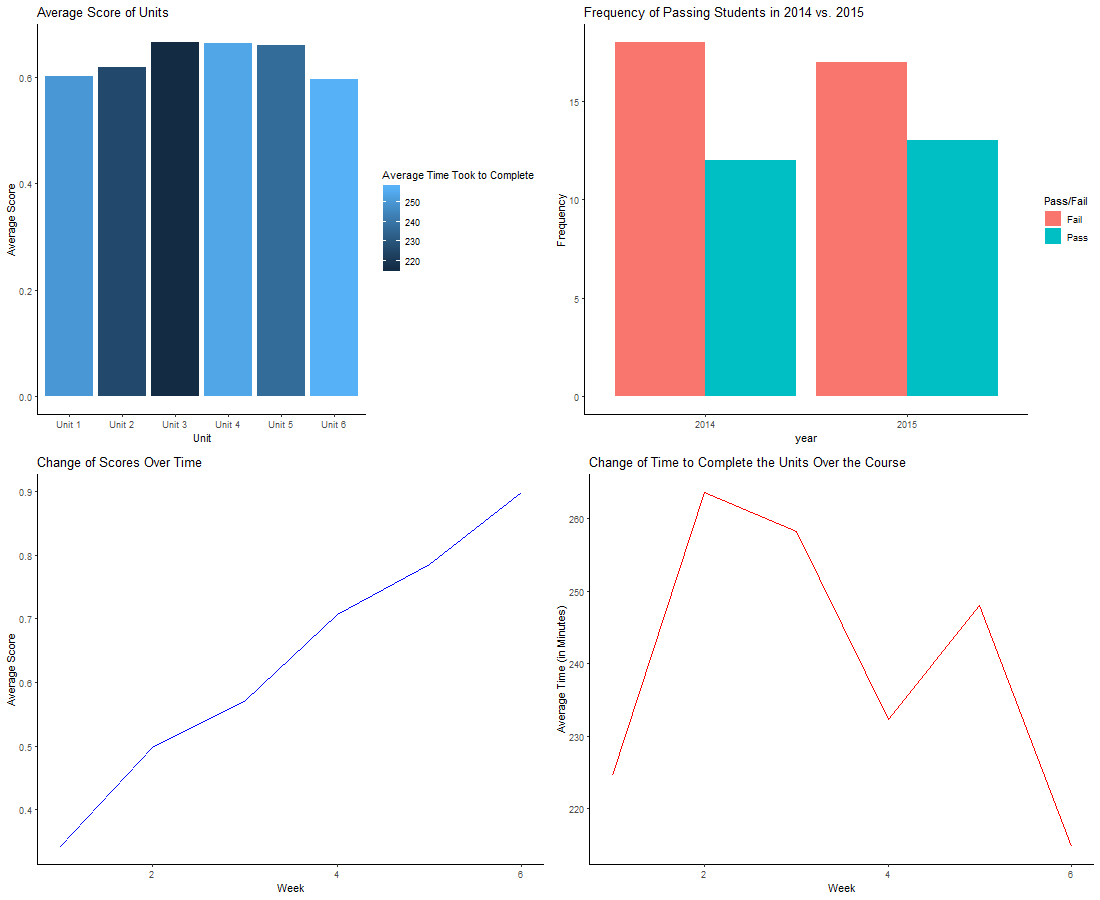 Average Score of Units
Average Score
0.6
0.4
0.2
0.0
Unit 1 Unit 2 Unit 3 Unit 4 Unit 5 Unit 6
Unit
Average Time Took to Complete
250
240
230
220
Frequency of Passing Students in 2014 vs. 2015
Frequency
15
10
5
0
2014 2015
year
Pass/Fail
Fail
Pass
Change of Scores Over Time
Average Score
0.9
0.8
0.7
0.6
0.5
0.4
2 4 6
Week
Change of Time to Complete the Units Over the Course
Average Time (in Minutes)
260
250
240
230
220
2 4 6
Week